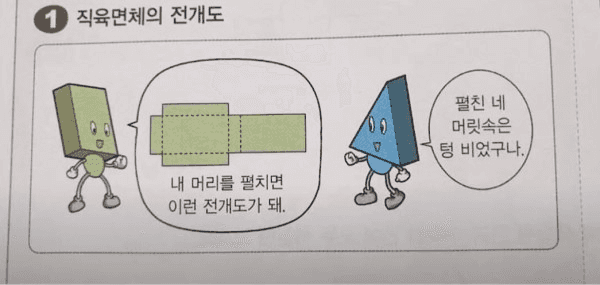 1 직육면체의 전개도
내 머리를 펼치면
이런 전개도가 돼.
펼친 네
머릿속은
텅 비었구나.